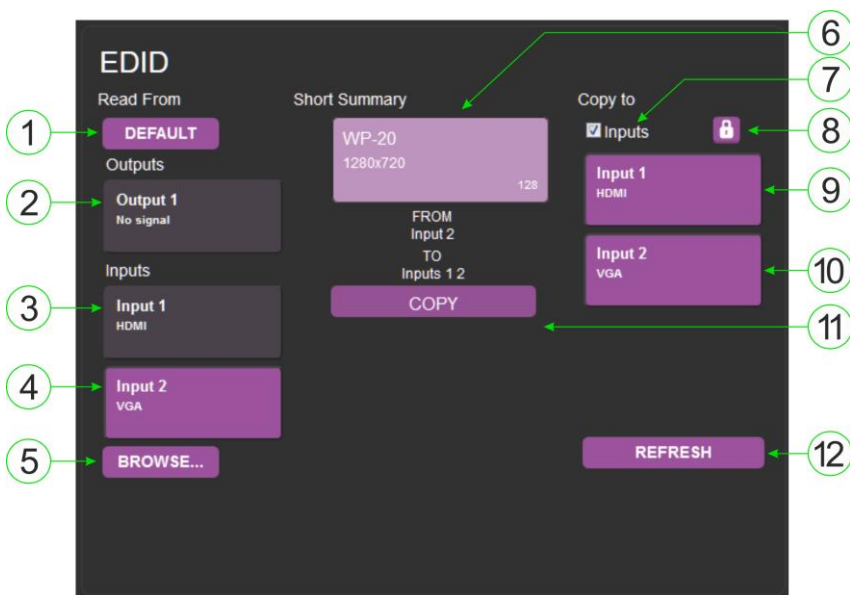 EDID
Read From
DEFAULT
Outputs
Output 1
No signal
Inputs
Input 1
HDMI
Input 2
VGA
BROWSE...
Short Summary
WP-20
1280x720
128
FROM
Input 2
TO
Inputs 1 2
COPY
Copy to
Inputs
Input 1
HDMI
Input 2
VGA
REFRESH
1
2
3
4
5
6
7
8
9
10
11
12